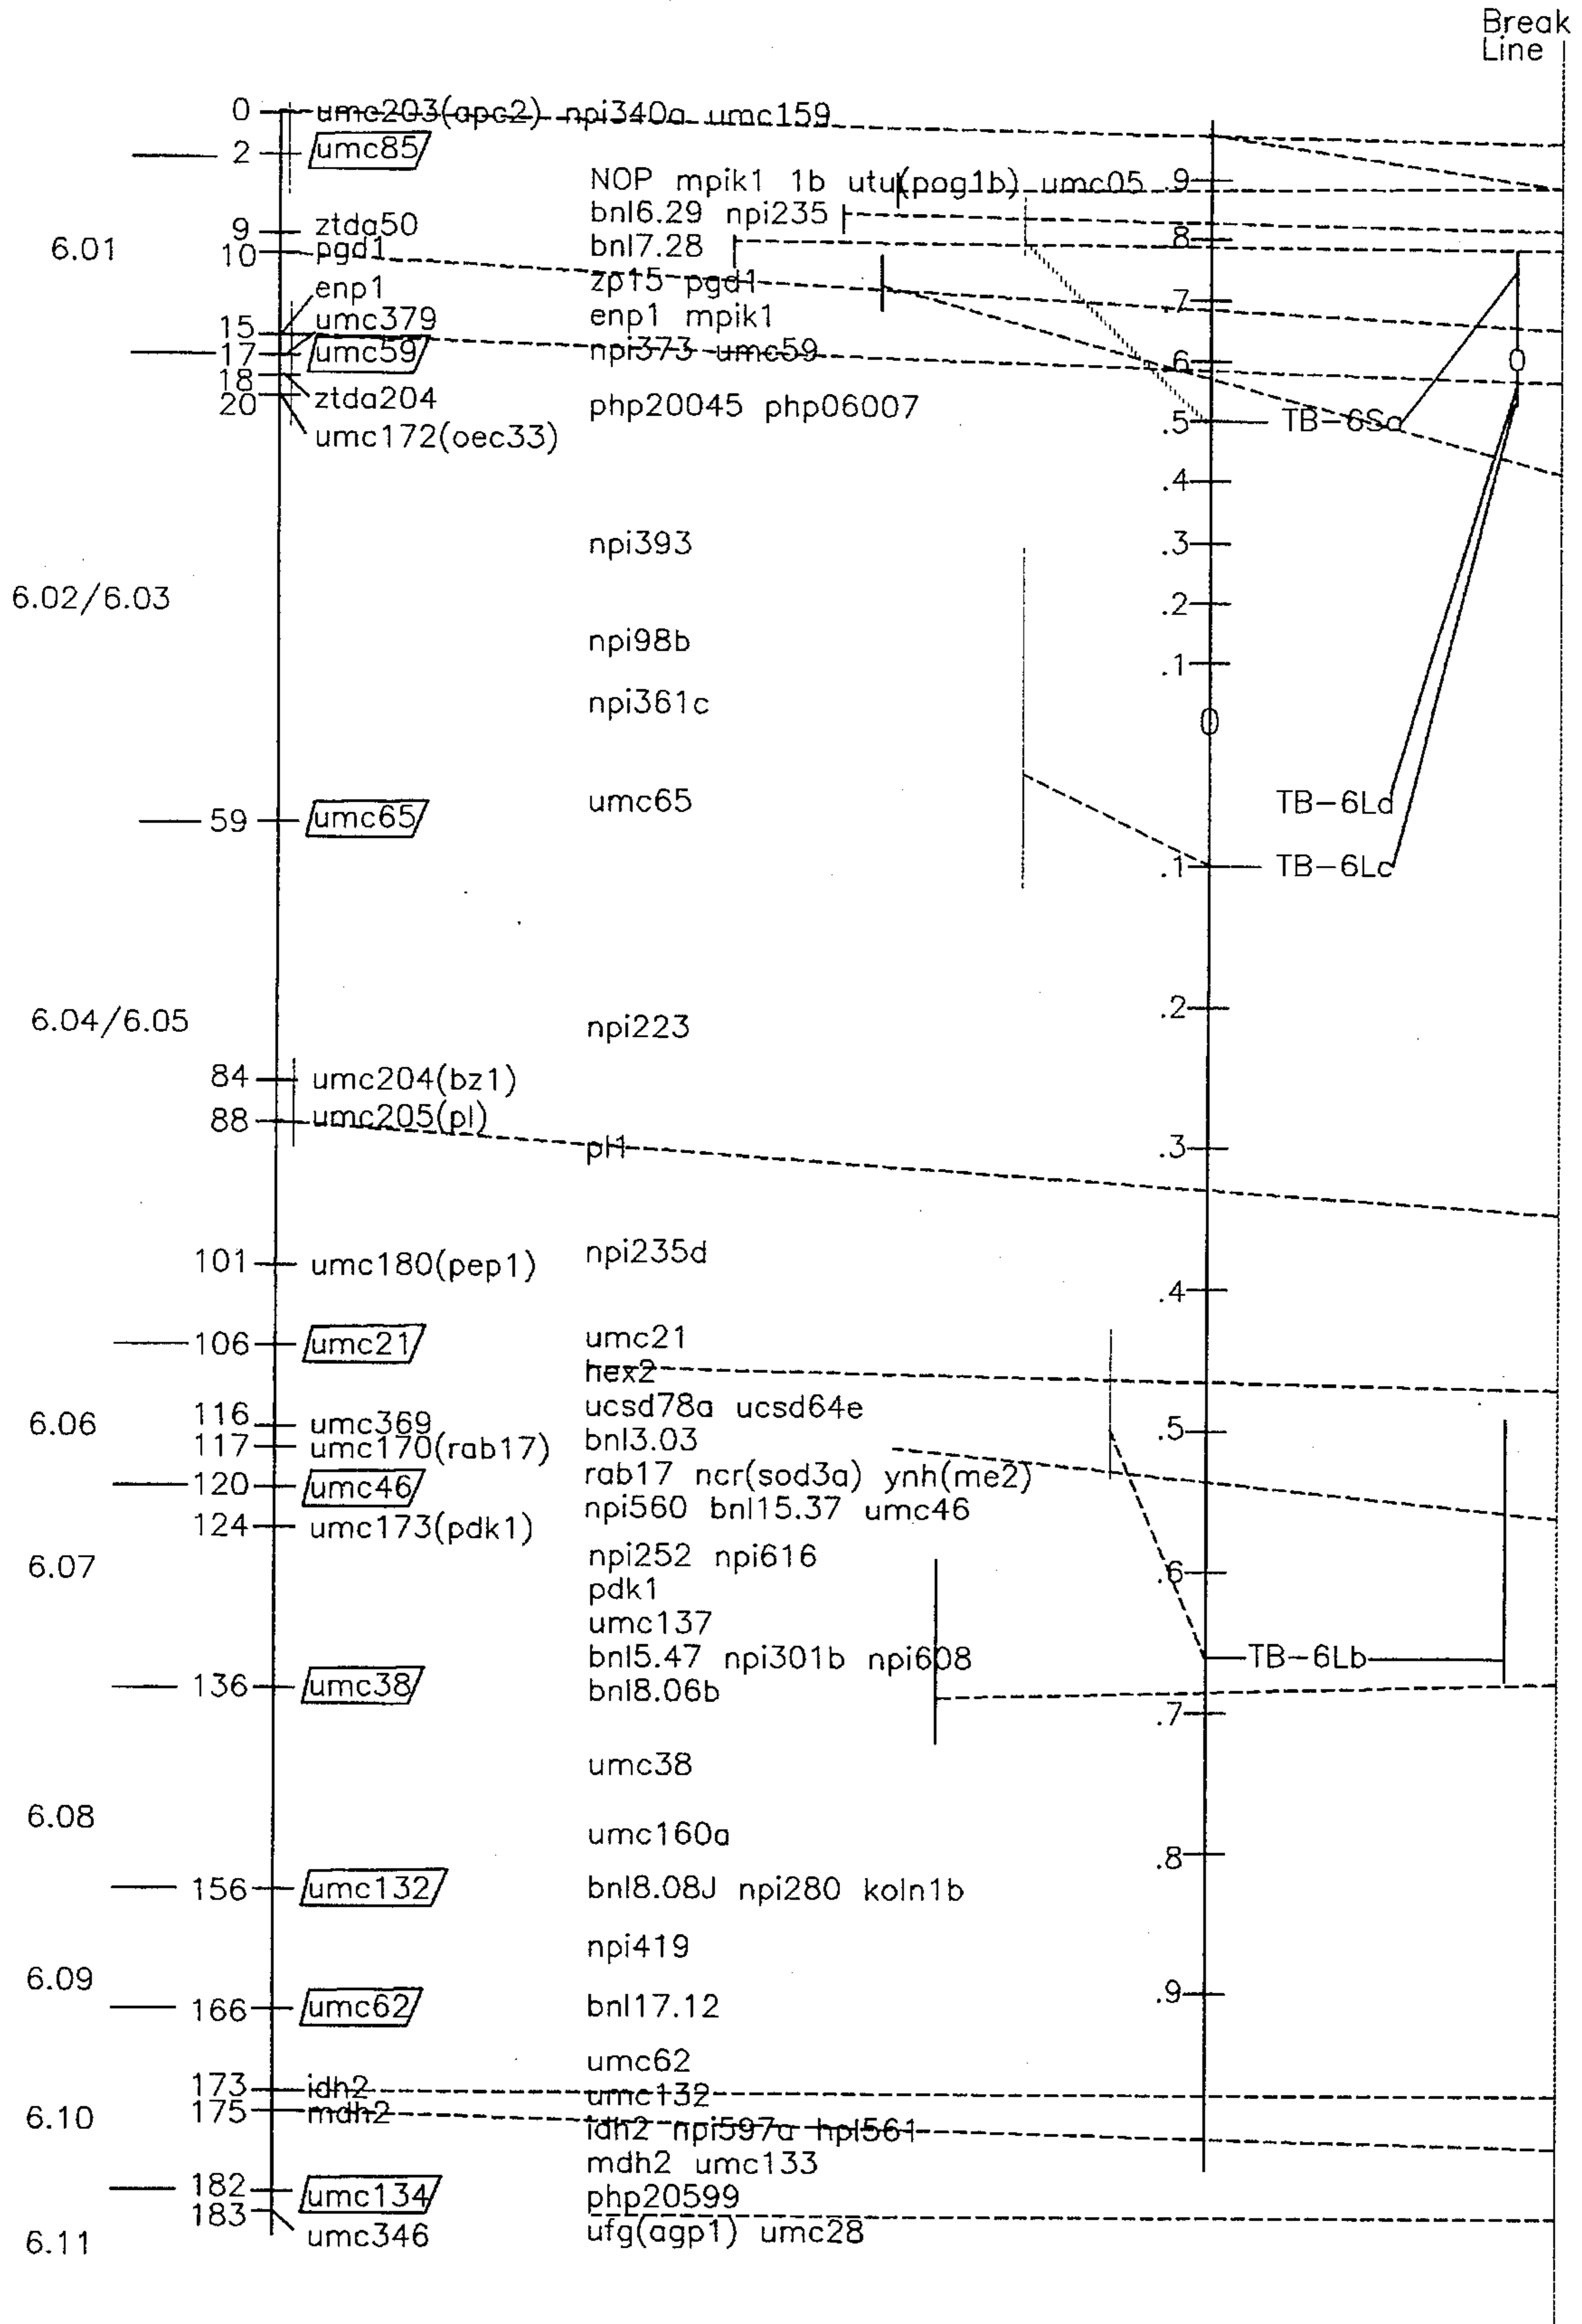 Break
Line
0 umc203(apc2) npi340a umc159
2 umc85
NOP mpik1 1b utu(pog1b) umc05 .9
9 ztda50 bnl6.29 npi235
6.01 10 pgd1 bnl7.28 .8
enp1 zp15 pgd1 .7
15 umc379 enp1 mpik1
17 umc59 npi373 umc59 .6
18
20 ztda204 php20045 php06007 .5 TB-6Sa
umc172(oec33)
.4
npi393 .3
6.02/6.03 .2
npi98b .1
npi361c
0
0
59 umc65 umc65 TB-6Ld
.1 TB-6Lc
6.04/6.05 npi223 .2
84 umc204(bz1)
88 umc205(pl)
pl1 .3
101 umc180(pep1) npi235d
.4
106 umc21 umc21
hex2
6.06 116 umc369 ucsd78a ucsd64e .5
117 umc170(rab17) bnl3.03
120 umc46 rab17 ncr(sod3a) ynh(me2)
124 umc173(pdk1) npi560 bnl15.37 umc46
6.07 npi252 npi616 .6
pdk1
umc137
bnl5.47 npi301b npi608 TB-6Lb
136 umc38 bnl8.06b .7
umc38
6.08 umc160a .8
156 umc132 bnl8.08J npi280 koln1b
npi419
6.09 .9
166 umc62 bnl17.12
umc62
173 idh2 umc132
6.10 175 mdh2 idh2 npi597a hpl561
mdh2 umc133
182 umc134 php20599
183
6.11 umc346 ufg(agp1) umc28